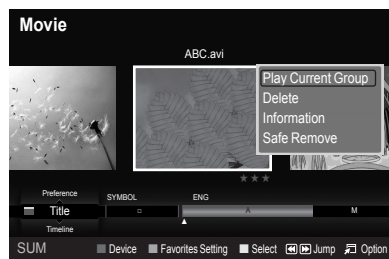 Movie
ABC.avi
Play Current Group
Delete
Information
Safe Remove
Preference
SYMBOL ENG
Title A M
Timeline
SUM Device Favorites Setting Select Jump Option